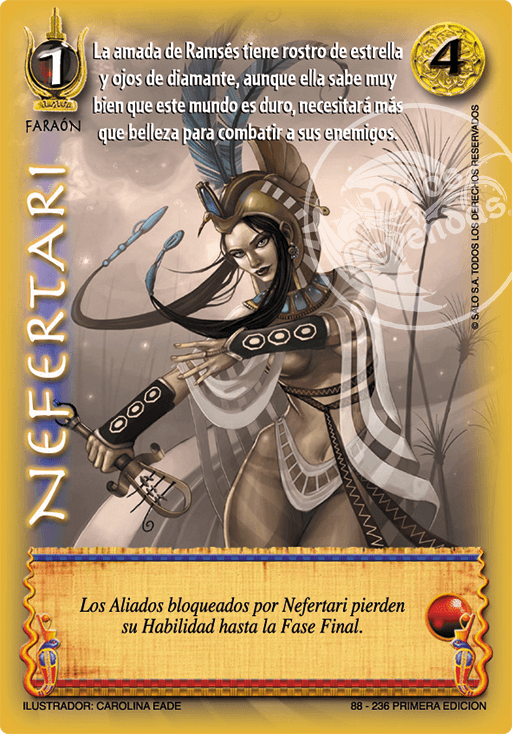 1
FARAÓN
La amada de Ramsés tiene rostro de estrella
y ojos de diamante, aunque ella sabe muy
bien que este mundo es duro, necesitará más
que belleza para combatir a sus enemigos.
4
NEFERTARI
© SALO S.A. TODOS LOS DERECHOS RESERVADOS
Los Aliados bloqueados por Nefertari pierden
su Habilidad hasta la Fase Final.
ILUSTRADOR: CAROLINA EADE
88 - 236 PRIMERA EDICION